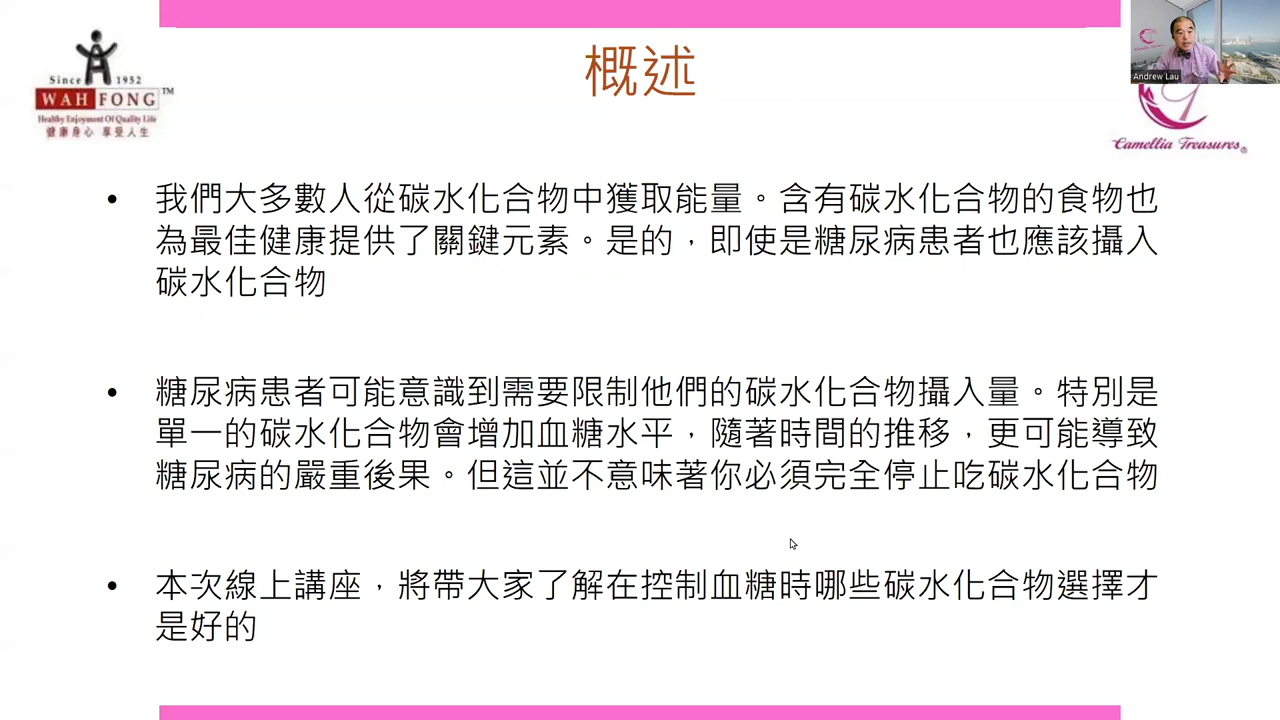 概述
Since 1952
WAH FONG TM
Healthy Enjoyment Of Quality Life
健康身心 享受人生
Andrew Lau
Camellia Treasures®
• 我們大多數人從碳水化合物中獲取能量。含有碳水化合物的食物也
為最佳健康提供了關鍵元素。是的，即使是糖尿病患者也應該攝入
碳水化合物
• 糖尿病患者可能意識到需要限制他們的碳水化合物攝入量。特別是
單一的碳水化合物會增加血糖水平，隨著時間的推移，更可能導致
糖尿病的嚴重後果。但這並不意味著你必須完全停止吃碳水化合物
• 本次線上講座，將帶大家了解在控制血糖時哪些碳水化合物選擇才
是好的